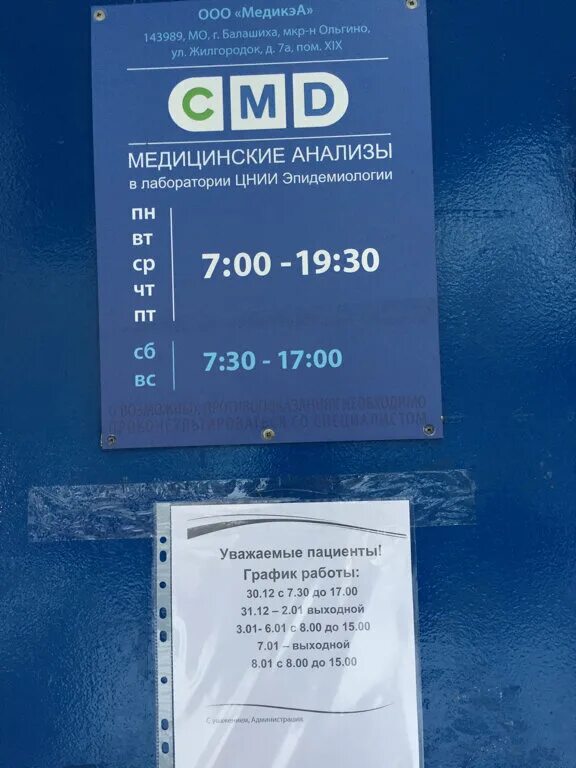 ООО «МедикэА»
143989, МО, г. Балашиха, мкр-н Ольгино,
ул. Жилгородок, д. 7а, пом. XIX
CMD
МЕДИЦИНСКИЕ АНАЛИЗЫ
в лаборатории ЦНИИ Эпидемиологии
пн
вт
ср 7:00 -19:30
чт
пт
сб 7:30 - 17:00
вс
НЕОБХОДИМО
СО СПЕЦИАЛИСТОМ
Уважаемые пациенты!
График работы:
30.12 с 7.30 до 17.00
31.12 – 2.01 выходной
3.01- 6.01 с 8.00 до 15.00
7.01 – выходной
8.01 с 8.00 до 15.00
С уважением, Администрация.